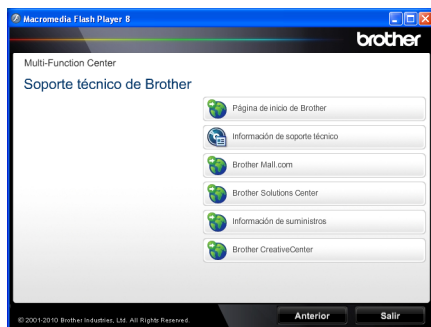 Macromedia Flash Player 8
brother
Multi-Function Center
Soporte técnico de Brother
Página de inicio de Brother
Información de soporte técnico
Brother Mall.com
Brother Solutions Center
Información de suministros
Brother CreativeCenter
© 2001-2010 Brother Industries, Ltd. All Rights Reserved.
Anterior
Salir